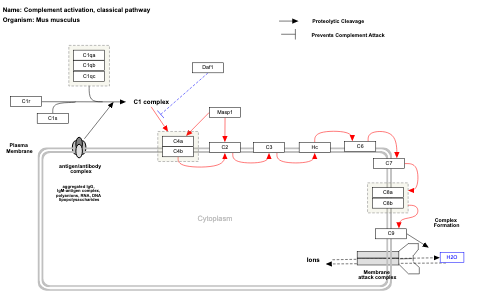 Name: Complement activation, classical pathway
Organism: Mus musculus
Proteolytic Cleavage
Prevents Complement Attack
C1qa
C1qb
C1qc
Daf1
C1r
C1 complex
C1s
Masp1
Plasma
Membrane
C4a
C4b
C2
C3
Hc
C6
C7
antigen/antibody
complex
aggregated IgG,
IgM-antigen complex,
polyanions, RNA, DNA
lipopolysaccharides
C8a
C8b
Cytoplasm
Complex
Formation
C9
Ions
H2O
Membrane
attack complex